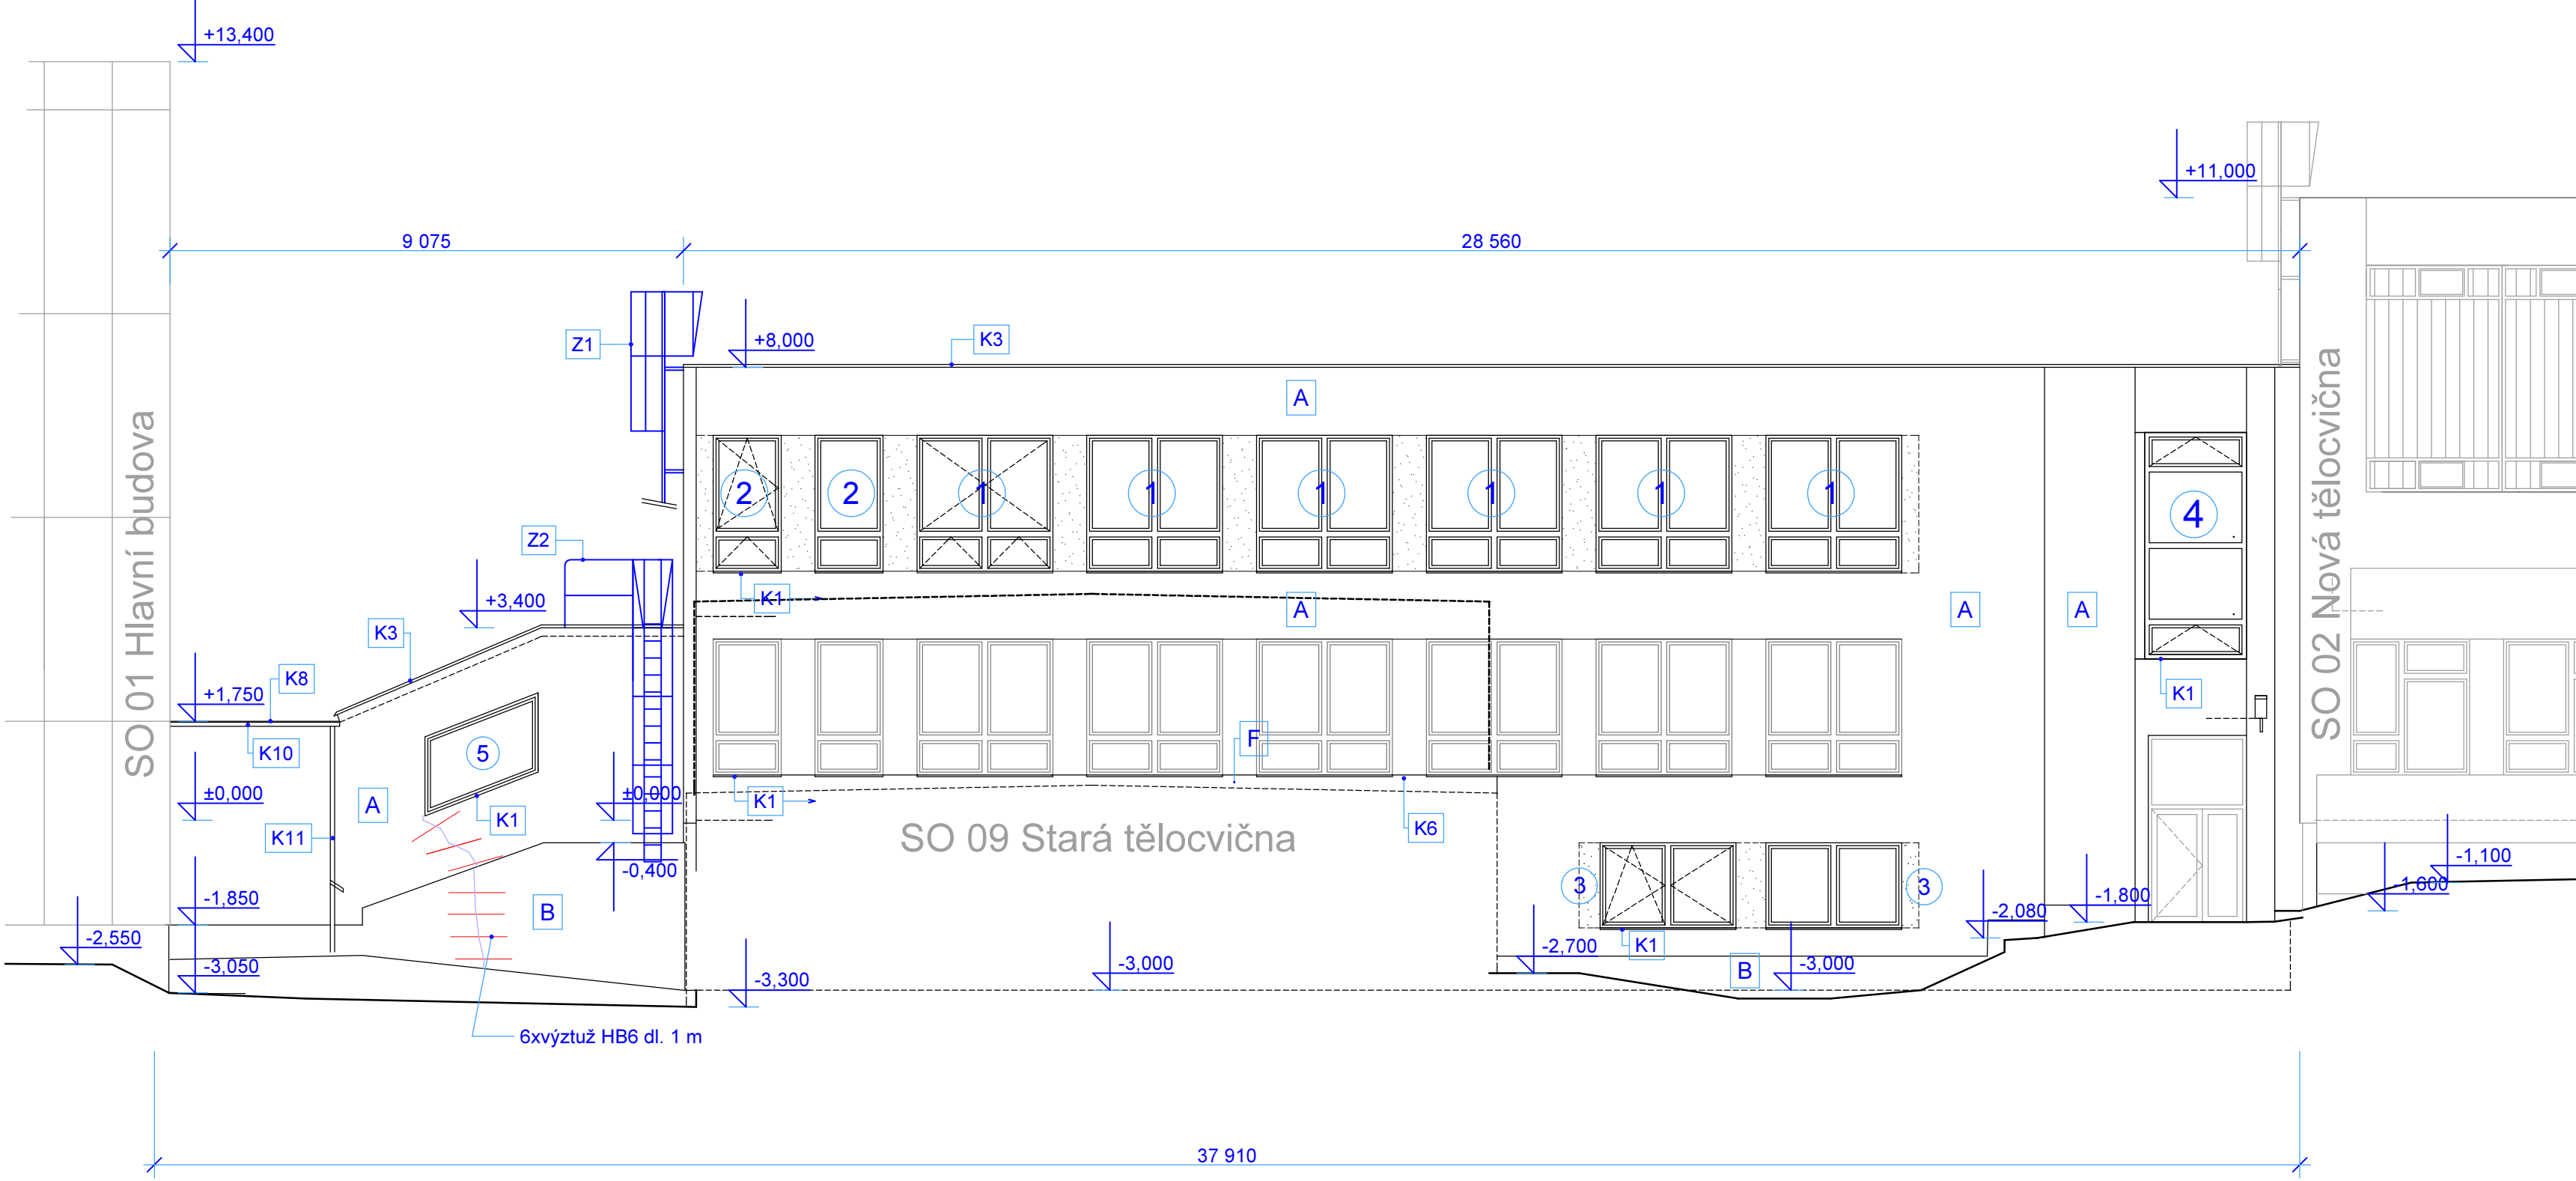 +13,400
+11,000
9 075
28 560
Z1
+8,000
K3
A
2
2
1
1
1
1
1
1
4
Z2
K1
+3,400
A
A
A
K3
K8
+1,750
K10
5
K1
F
±0,000
A
±0,000
K1
K1
K11
K6
SO 09 Stará tělocvična
-0,400
-1,100
3
3
-1,600
-1,850
B
-1,800
-2,080
-2,550
K1
-2,700
-3,050
-3,300
-3,000
B
-3,000
6xvýztuž HB6 dl. 1 m
37 910
SO 01 Hlavní budova
SO 02 Nová tělocvična